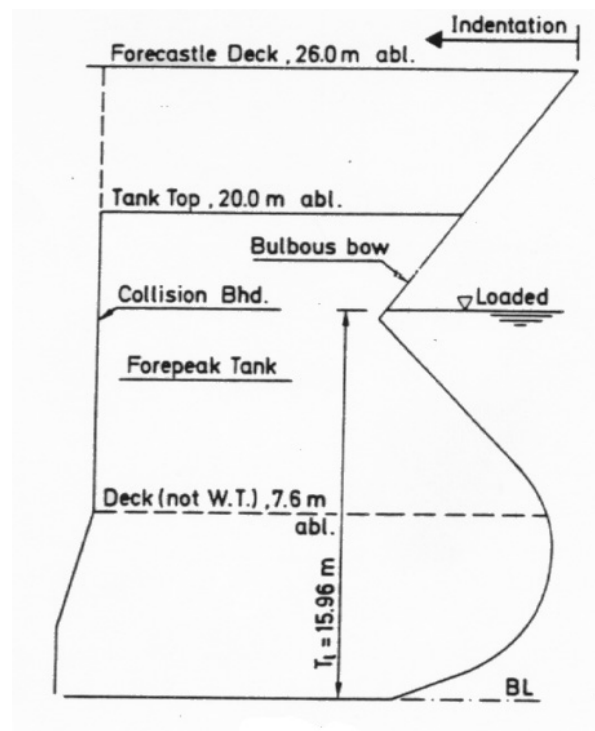 Indentation
Forecastle Deck , 26.0 m abl.
Tank Top , 20.0 m abl.
Bulbous bow
Loaded
Collision Bhd.
Forepeak Tank
Deck (not W.T.) , 7.6 m
abl.
T₁ = 15.96 m
BL